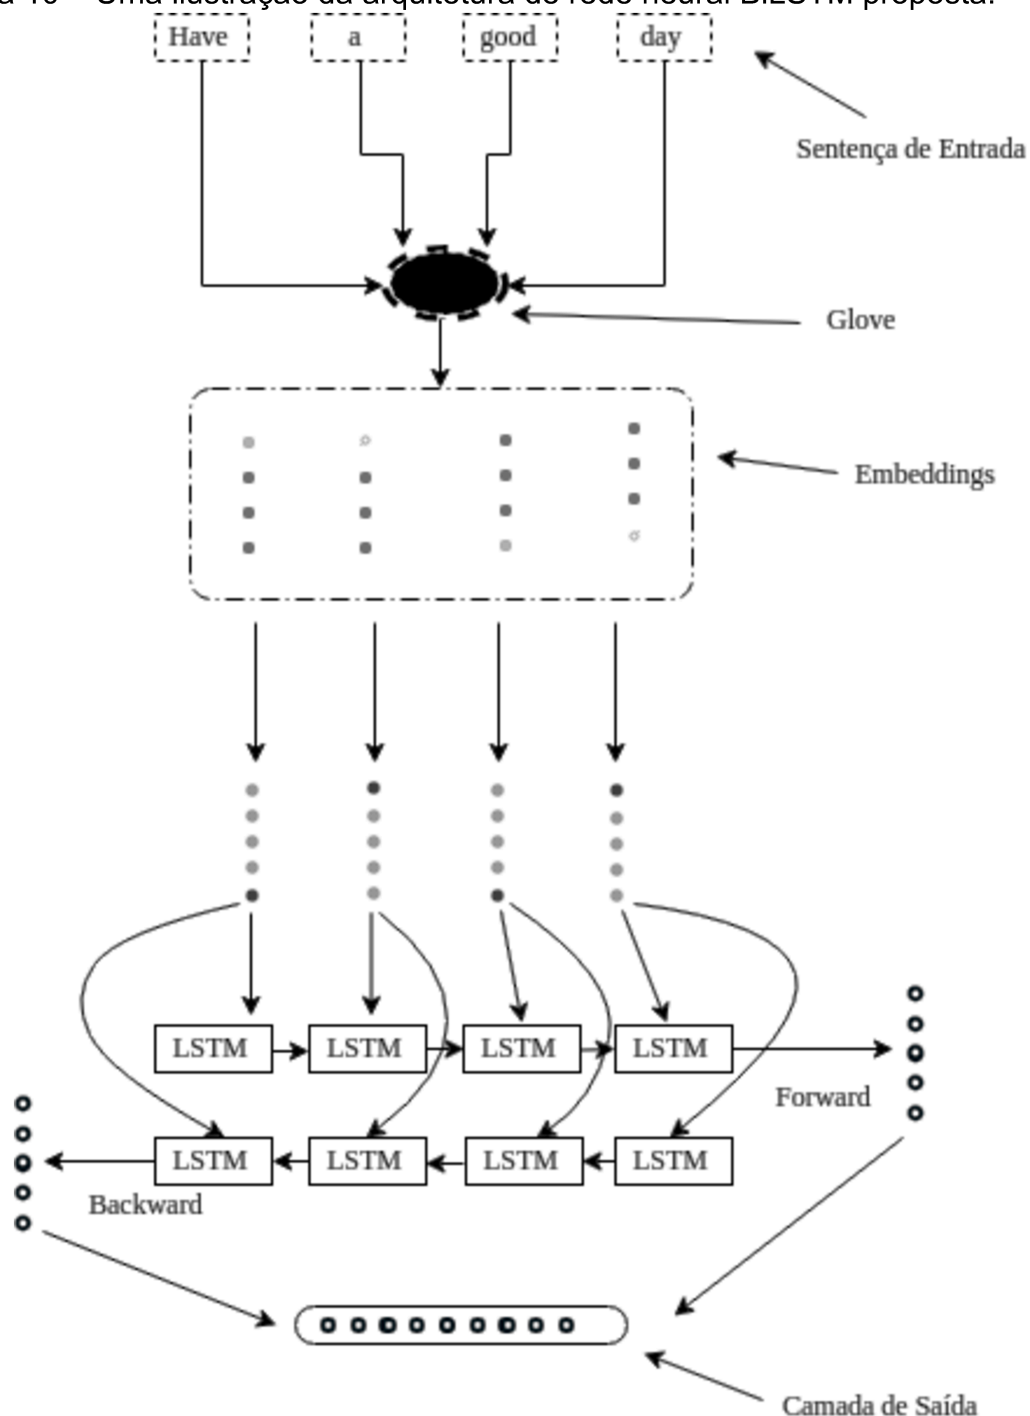 Uma ilustração da arquitetura de rede neural BiLSTM proposta.
Have a good day
Sentença de Entrada
Glove
Embeddings
LSTM LSTM LSTM LSTM
Forward
LSTM LSTM LSTM LSTM
Backward
Camada de Saída